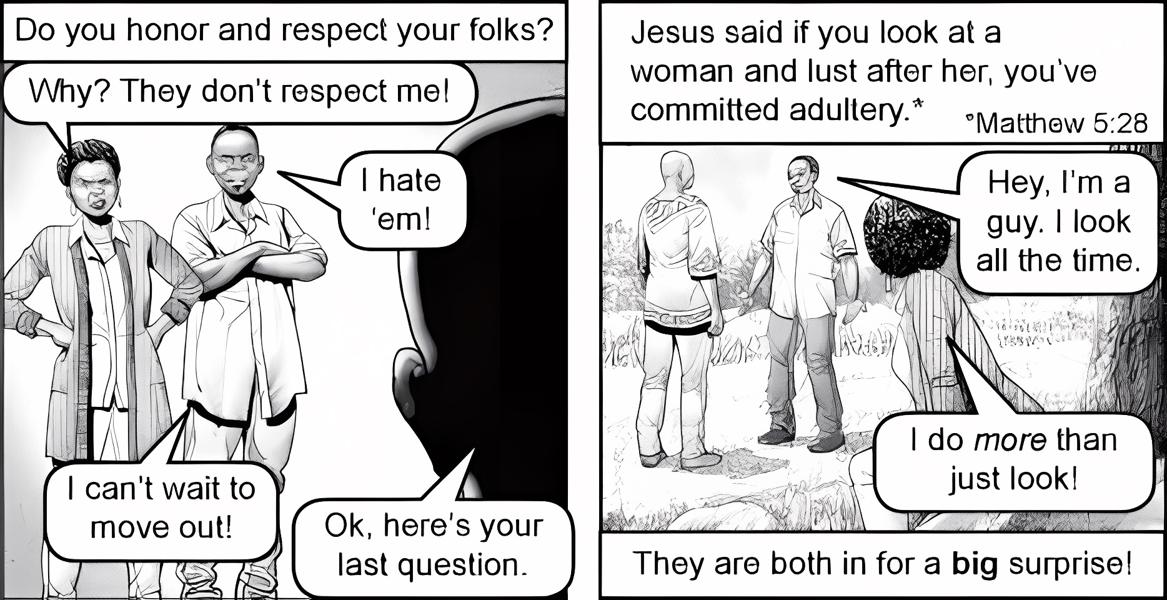 Do you honor and respect your folks?
Why? They don't respect me!
I hate
'em!
I can't wait to
move out!
Ok, here's your
last question.
Jesus said if you look at a
woman and lust after her, you've
committed adultery.*
*Matthew 5:28
Hey, I'm a
guy. I look
all the time.
I do more than
just look!
They are both in for a big surprise!